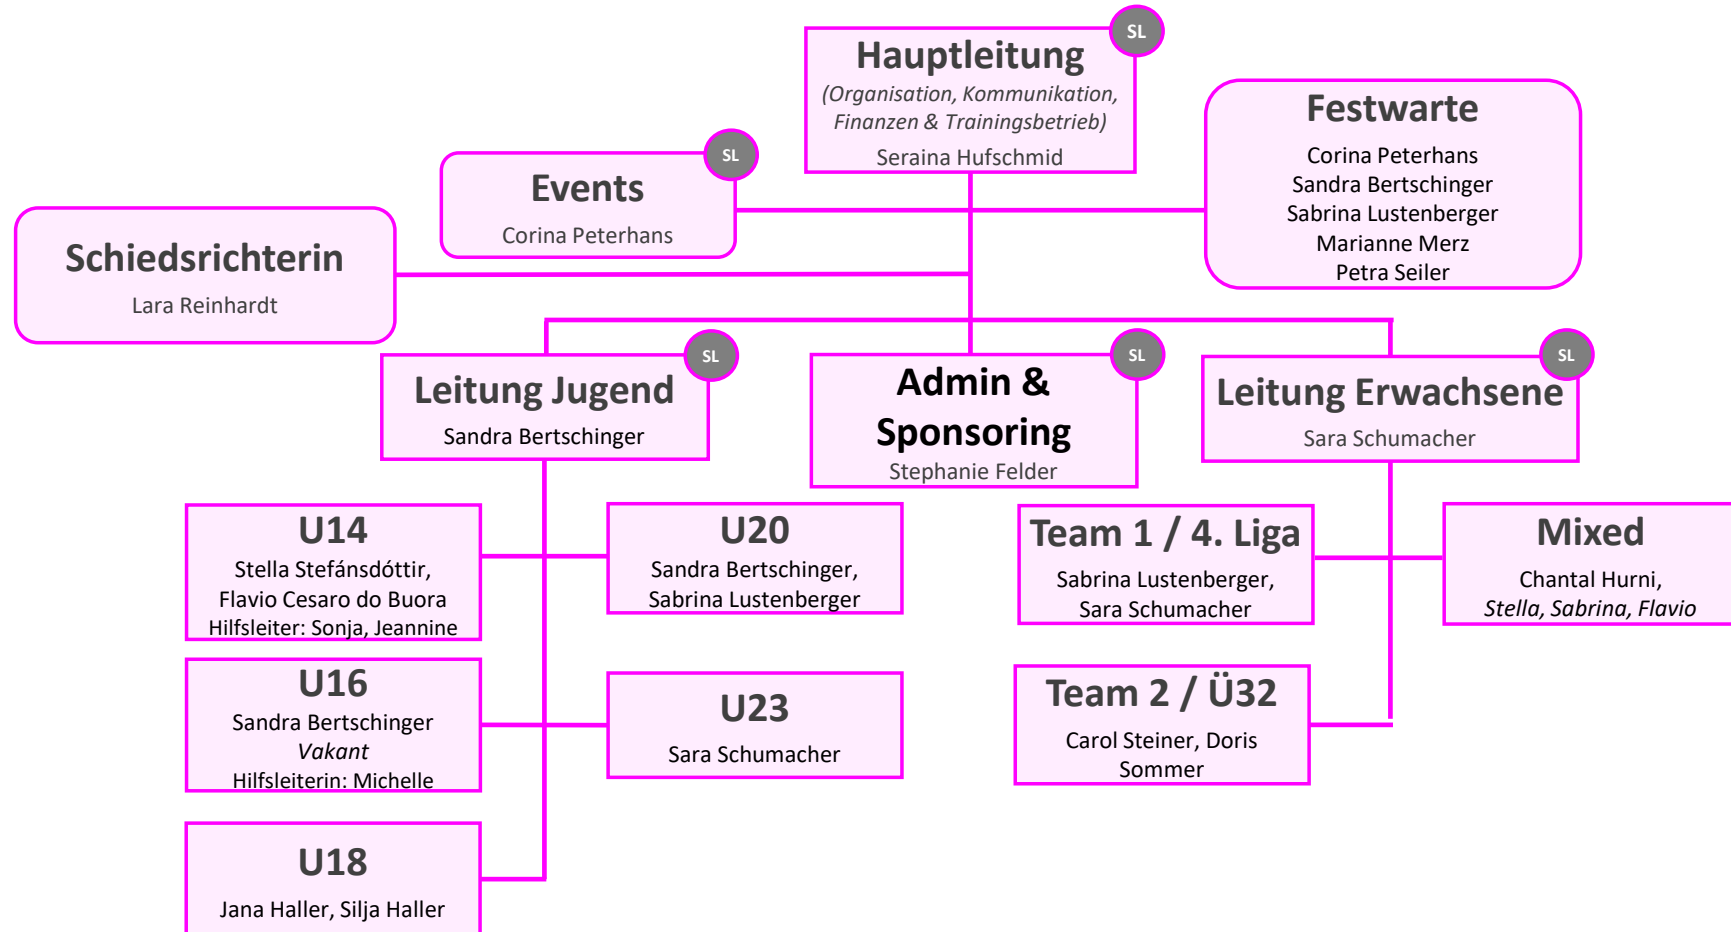 SL
Hauptleitung
(Organisation, Kommunikation,
Finanzen & Trainingsbetrieb)
Seraina Hufschmid
Festwarte
Corina Peterhans
Sandra Bertschinger
Sabrina Lustenberger
Marianne Merz
Petra Seiler
SL
Events
Corina Peterhans
Schiedsrichterin
Lara Reinhardt
SL
Leitung Jugend
Sandra Bertschinger
SL
Admin &
Sponsoring
Stephanie Felder
SL
Leitung Erwachsene
Sara Schumacher
U14
Stella Stefánsdóttir,
Flavio Cesaro do Buora
Hilfsleiter: Sonja, Jeannine
U20
Sandra Bertschinger,
Sabrina Lustenberger
Team 1 / 4. Liga
Sabrina Lustenberger,
Sara Schumacher
Mixed
Chantal Hurni,
Stella, Sabrina, Flavio
U16
Sandra Bertschinger
Vakant
Hilfsleiterin: Michelle
U23
Sara Schumacher
Team 2 / Ü32
Carol Steiner, Doris
Sommer
U18
Jana Haller, Silja Haller